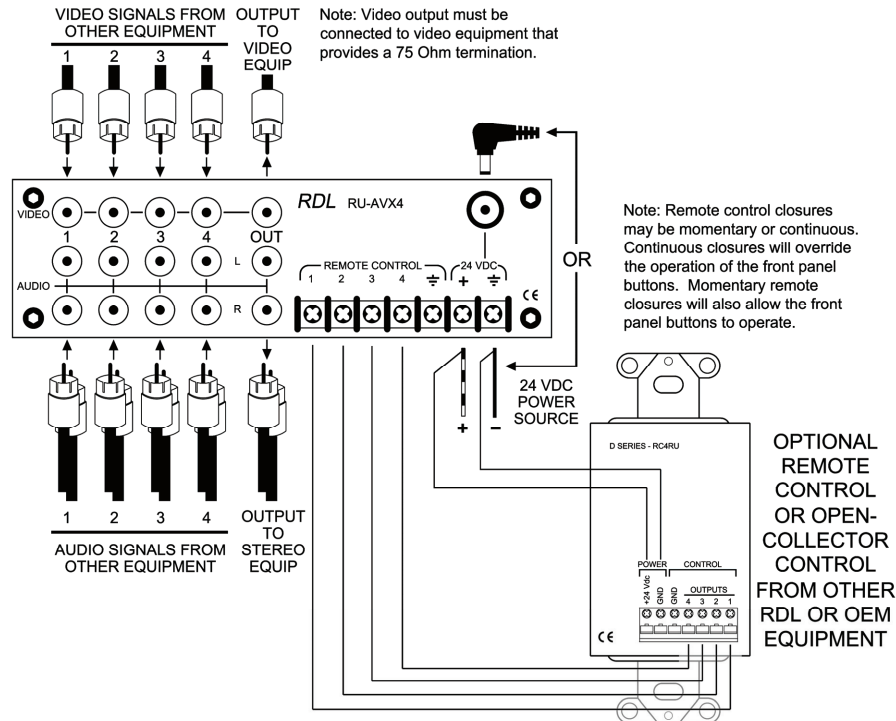 VIDEO SIGNALS FROM
OTHER EQUIPMENT
1 2 3 4
OUTPUT
TO
VIDEO
EQUIP
Note: Video output must be
connected to video equipment that
provides a 75 Ohm termination.
RDL RU-AVX4
VIDEO
1 2 3 4 OUT
L
AUDIO
R
REMOTE CONTROL
1 2 3 4
24 VDC
+
CE
OR
Note: Remote control closures
may be momentary or continuous.
Continuous closures will override
the operation of the front panel
buttons. Momentary remote
closures will also allow the front
panel buttons to operate.
24 VDC
POWER
SOURCE
+ –
1 2 3 4
AUDIO SIGNALS FROM
OTHER EQUIPMENT
OUTPUT
TO
STEREO
EQUIP
D SERIES - RC4RU
POWER CONTROL
+24 Vdc
GND
GND
OUTPUTS
4 3 2 1
CE
OPTIONAL
REMOTE
CONTROL
OR OPEN-
COLLECTOR
CONTROL
FROM OTHER
RDL OR OEM
EQUIPMENT